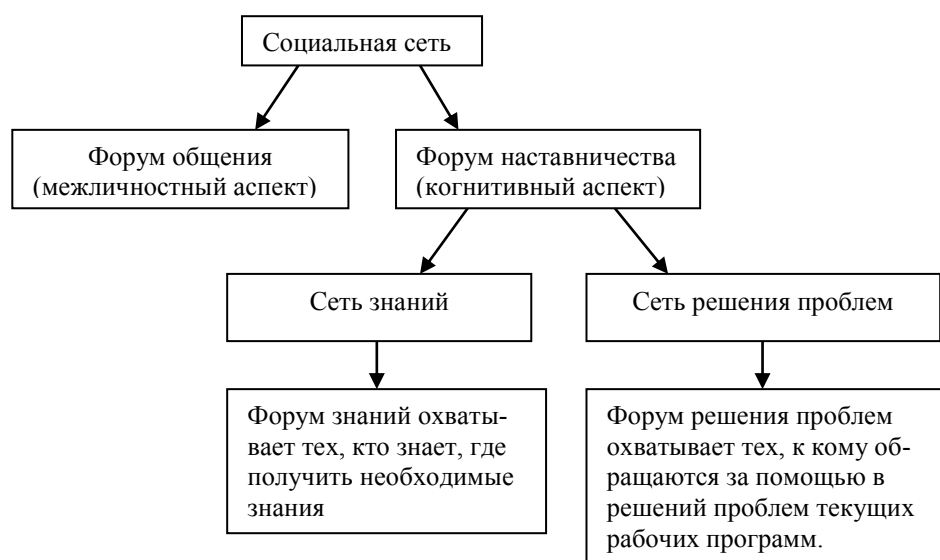 Социальная сеть
Форум общения
(межличностный аспект)
Форум наставничества
(когнитивный аспект)
Сеть знаний
Сеть решения проблем
Форум знаний охваты-
вает тех, кто знает, где
получить необходимые
знания
Форум решения проблем
охватывает тех, к кому об-
ращаются за помощью в
решений проблем текущих
рабочих программ.